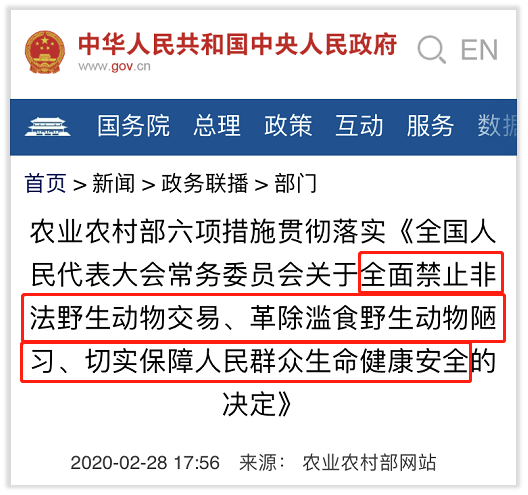 中华人民共和国中央人民政府
www.gov.cn
EN
国务院 总理 政策 互动 服务 数据
首页 > 新闻 > 政务联播 > 部门
农业农村部六项措施贯彻落实《全国人
民代表大会常务委员会关于全面禁止非
法野生动物交易、革除滥食野生动物陋
习、切实保障人民群众生命健康安全的
决定》
2020-02-28 17:56 来源： 农业农村部网站